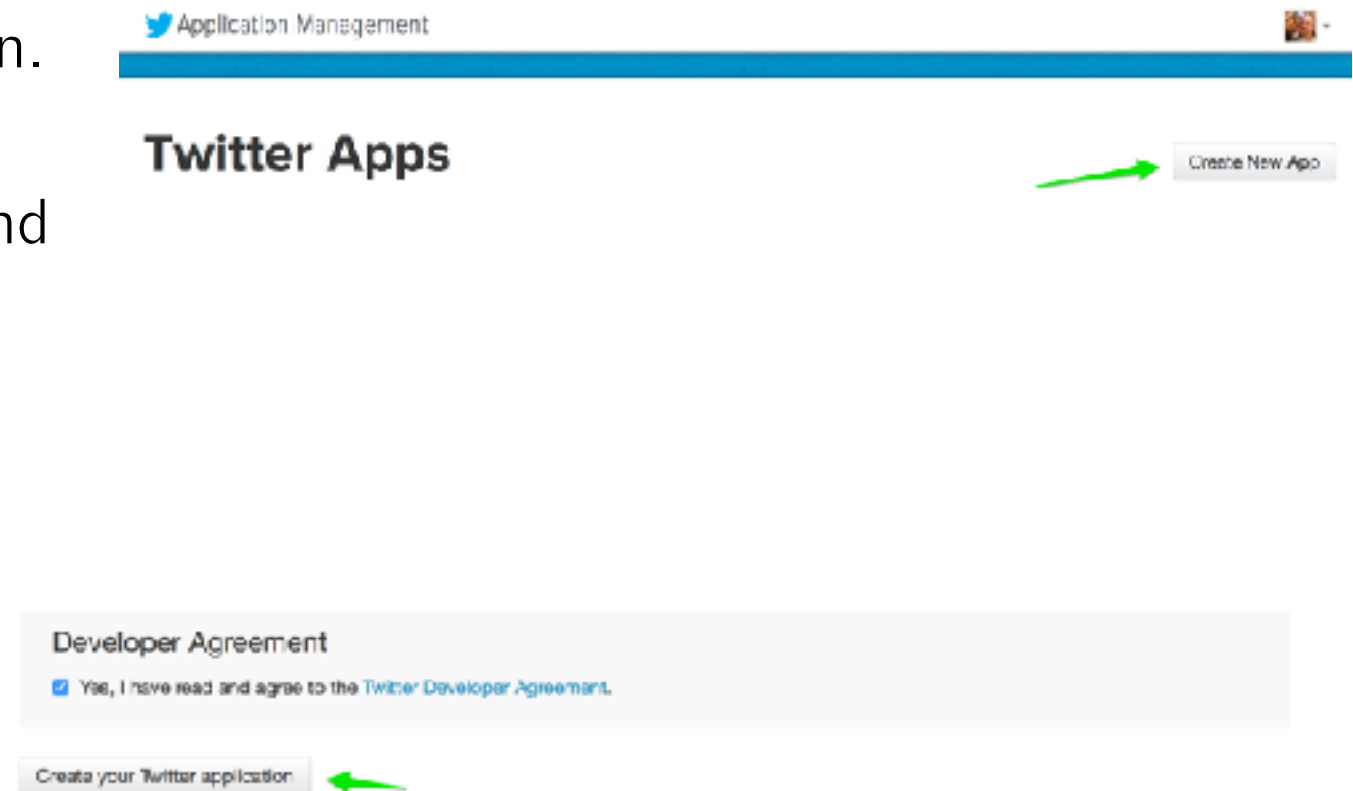 Application Management
n.
Twitter Apps
Create New App
nd
Developer Agreement
Yes, I have read and agree to the Twitter Developer Agreement.
Create your Twitter application